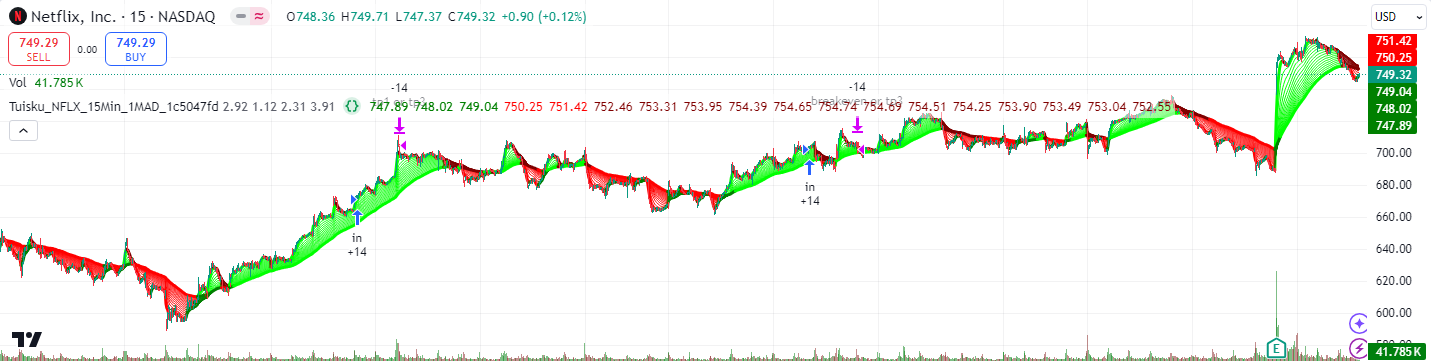 Netflix, Inc. · 15 · NASDAQ O748.36 H749.71 L747.37 C749.32 +0.90 (+0.12%)
USD
749.29 SELL
0.00
749.29 BUY
Vol 41.785 K
Tuisku_NFLX_15Min_1MAD_1c5047fd 2.92 1.12 2.31 3.91 747.89 748.02 749.04 750.25 751.42 752.46 753.31 753.95 754.39 754.65 754.74 754.69 754.51 754.25 753.90 753.49 753.04 752.55
-14
-14
breakeven or tp3
in
+14
in
+14
751.42
750.25
749.32
749.04
748.02
747.89
700.00
680.00
660.00
640.00
620.00
600.00
41.785 K
E